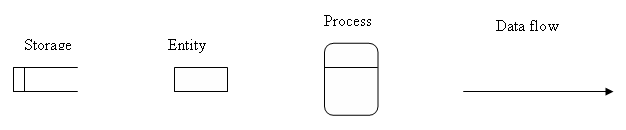 Storage
Entity
Process
Data flow